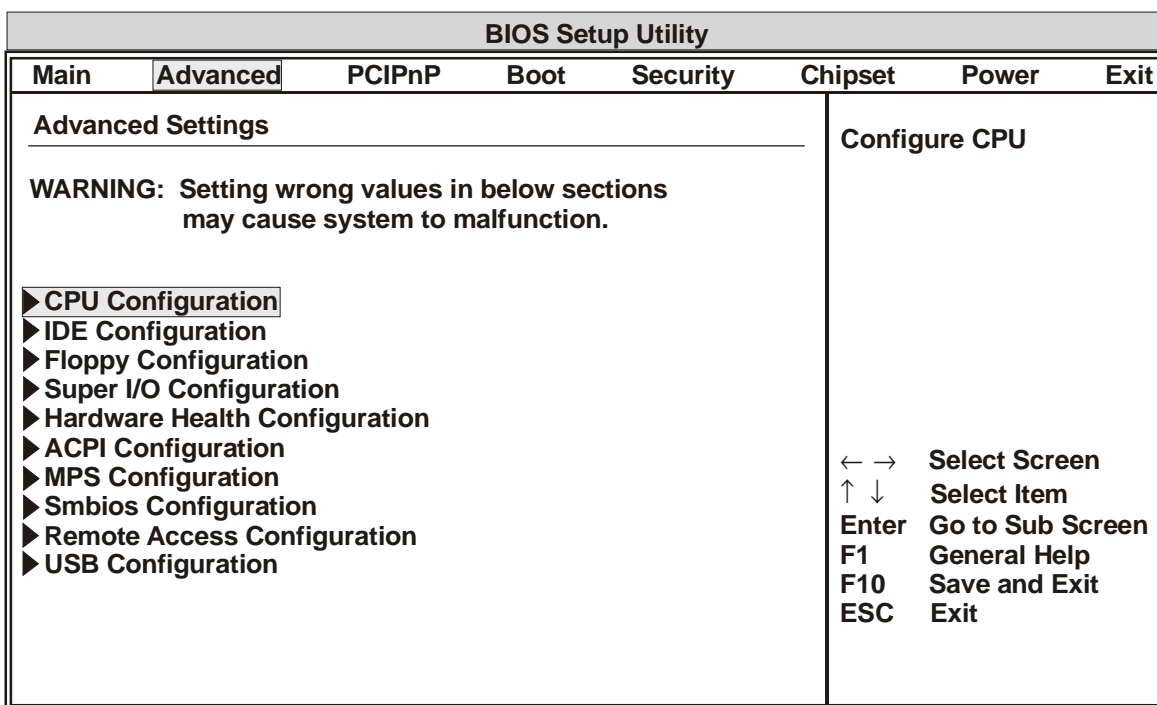 BIOS Setup Utility
Main Advanced PCIPnP Boot Security Chipset Power Exit
Advanced Settings
WARNING: Setting wrong values in below sections
may cause system to malfunction.
▶ CPU Configuration
▶ IDE Configuration
▶ Floppy Configuration
▶ Super I/O Configuration
▶ Hardware Health Configuration
▶ ACPI Configuration
▶ MPS Configuration
▶ Smbios Configuration
▶ Remote Access Configuration
▶ USB Configuration
Configure CPU
← → Select Screen
↑ ↓ Select Item
Enter Go to Sub Screen
F1 General Help
F10 Save and Exit
ESC Exit